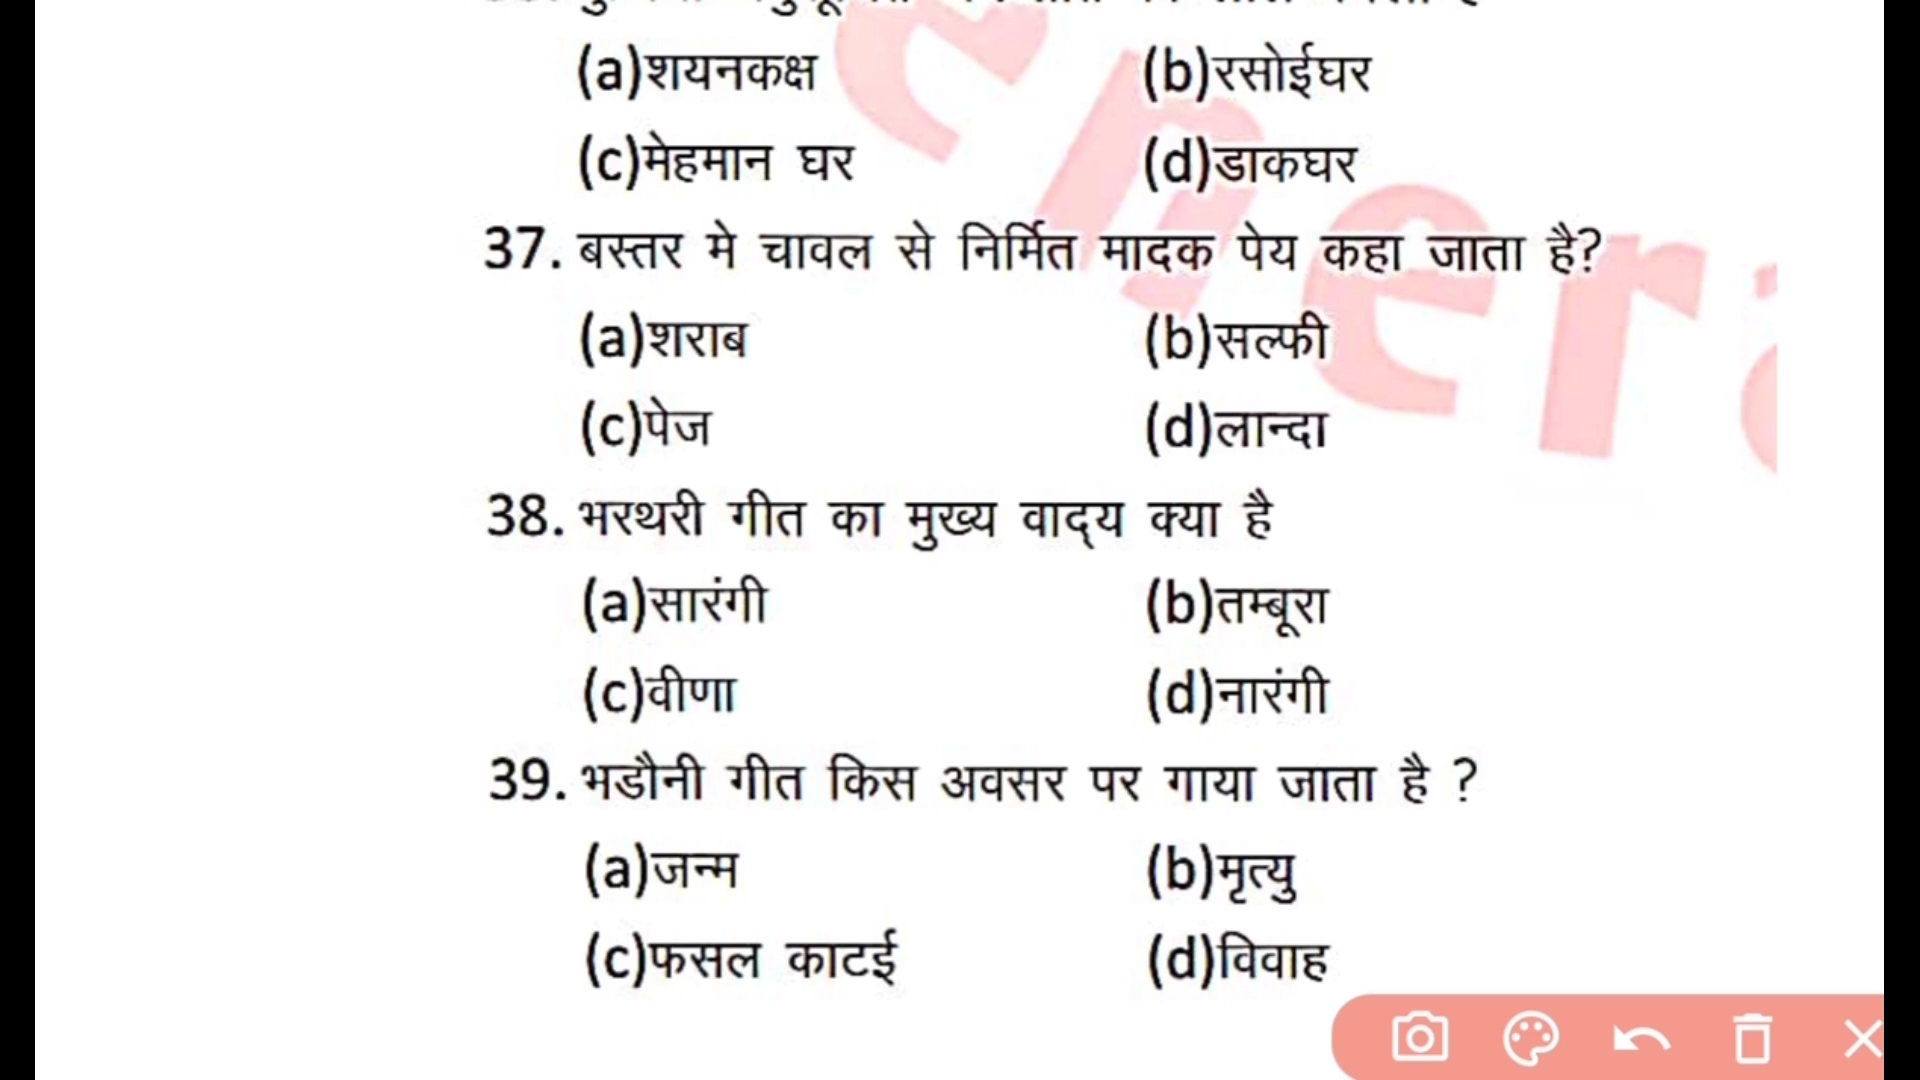 (a)शयनकक्ष (b)रसोईघर
(c)मेहमान घर (d)डाकघर
37. बस्तर मे चावल से निर्मित मादक पेय कहा जाता है?
(a)शराब (b)सल्फी
(c)पेज (d)लान्दा
38. भरथरी गीत का मुख्य वाद्य क्या है
(a)सारंगी (b)तम्बूरा
(c)वीणा (d)नारंगी
39. भडौनी गीत किस अवसर पर गाया जाता है ?
(a)जन्म (b)मृत्यु
(c)फसल काटई (d)विवाह